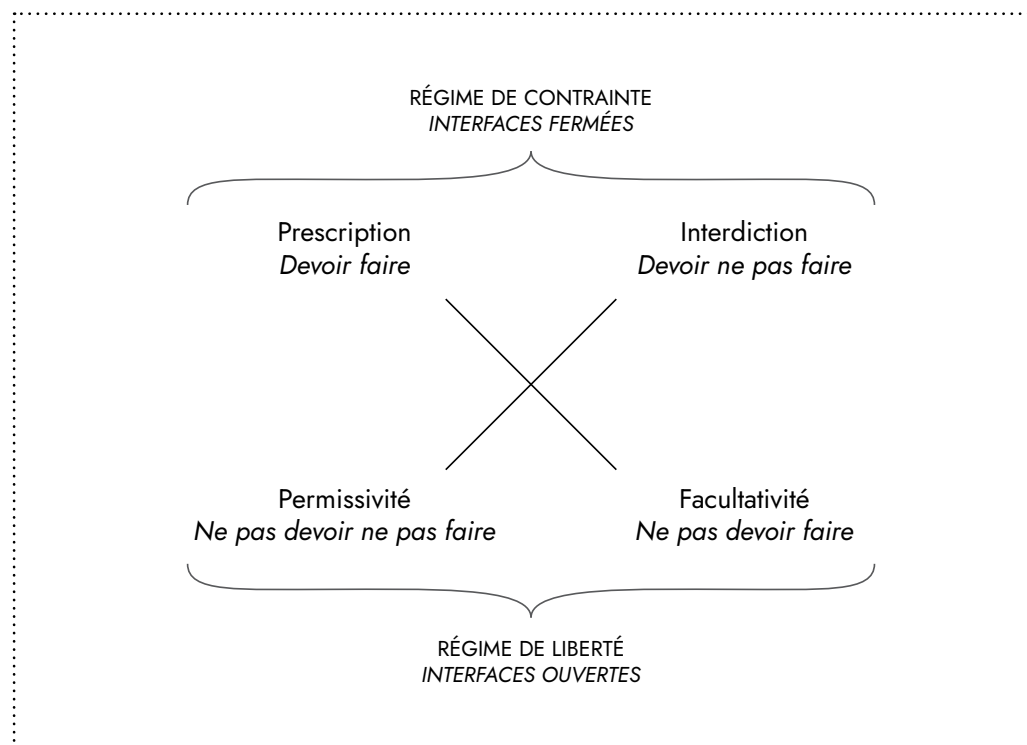 RÉGIME DE CONTRAINTE
INTERFACES FERMÉES
Prescription
Devoir faire
Interdiction
Devoir ne pas faire
Permissivité
Ne pas devoir ne pas faire
Facultativité
Ne pas devoir faire
RÉGIME DE LIBERTÉ
INTERFACES OUVERTES